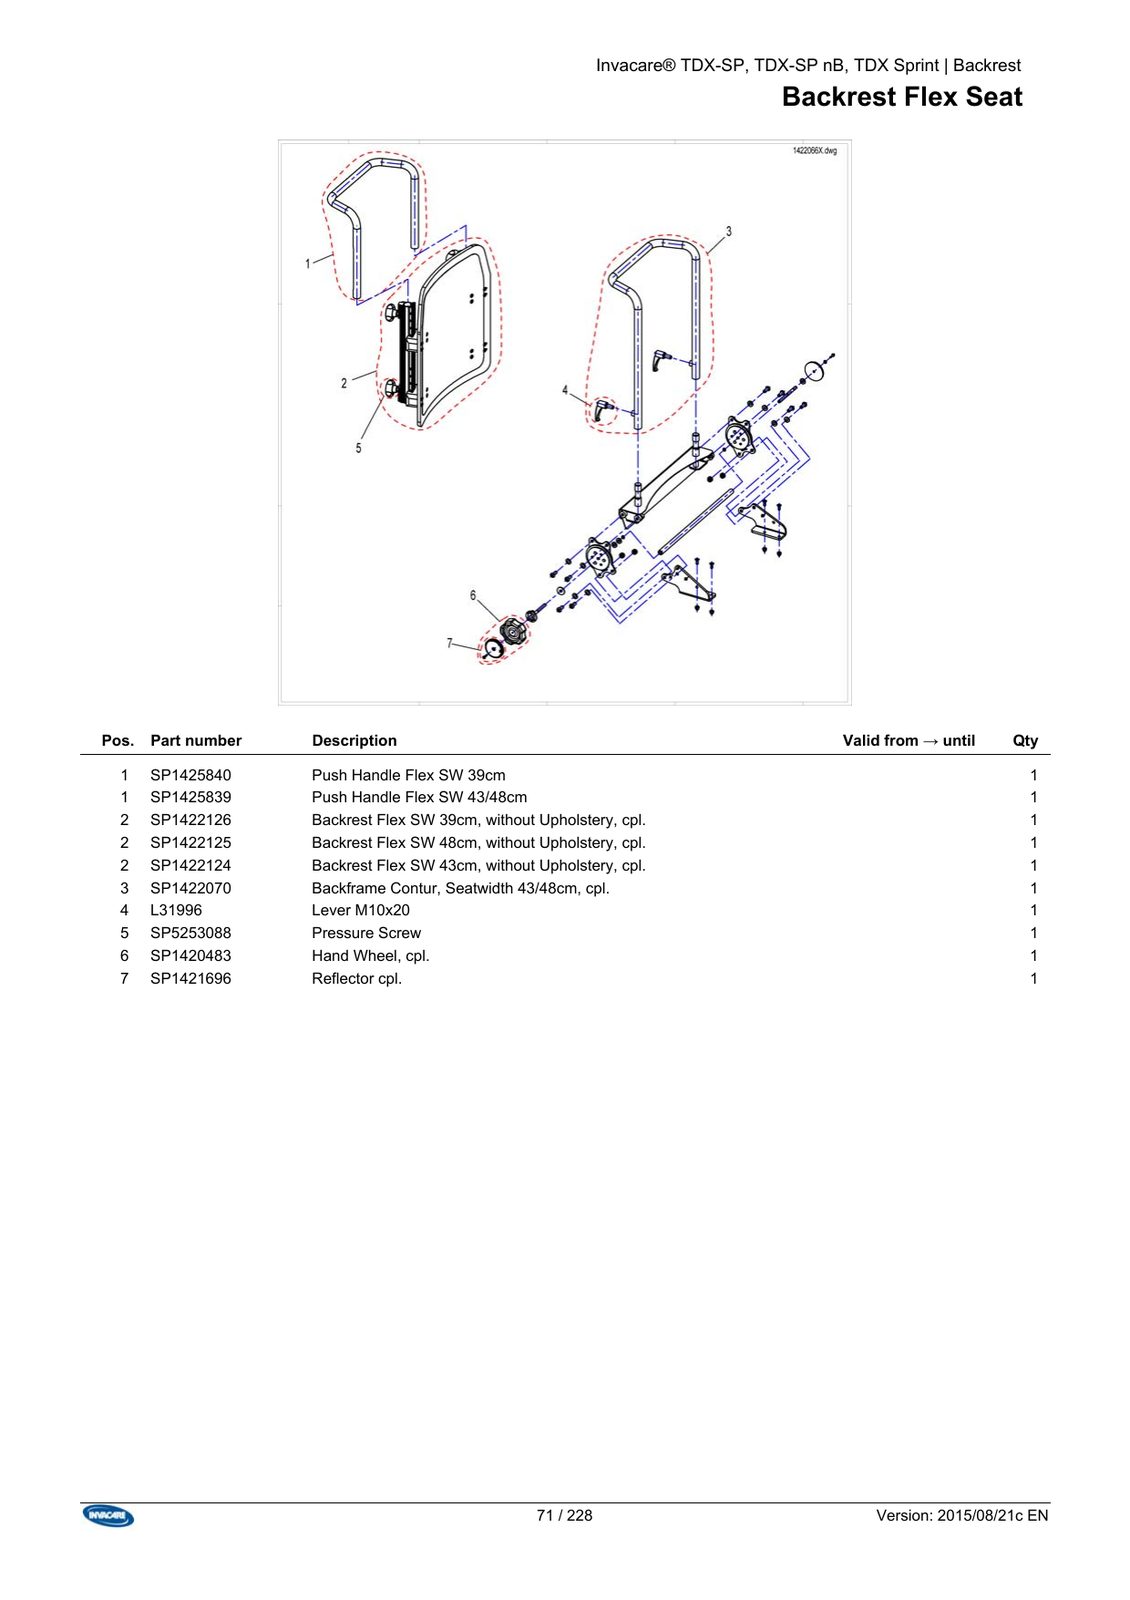 Invacare® TDX-SP, TDX-SP nB, TDX Sprint | Backrest
Backrest Flex Seat
1422066X.dwg
3
1
2
4
5
6
7
Pos. Part number Description Valid from → until Qty
1 SP1425840 Push Handle Flex SW 39cm 1
1 SP1425839 Push Handle Flex SW 43/48cm 1
2 SP1422126 Backrest Flex SW 39cm, without Upholstery, cpl. 1
2 SP1422125 Backrest Flex SW 48cm, without Upholstery, cpl. 1
2 SP1422124 Backrest Flex SW 43cm, without Upholstery, cpl. 1
3 SP1422070 Backframe Contur, Seatwidth 43/48cm, cpl. 1
4 L31996 Lever M10x20 1
5 SP5253088 Pressure Screw 1
6 SP1420483 Hand Wheel, cpl. 1
7 SP1421696 Reflector cpl. 1
INVACARE 71 / 228 Version: 2015/08/21c EN